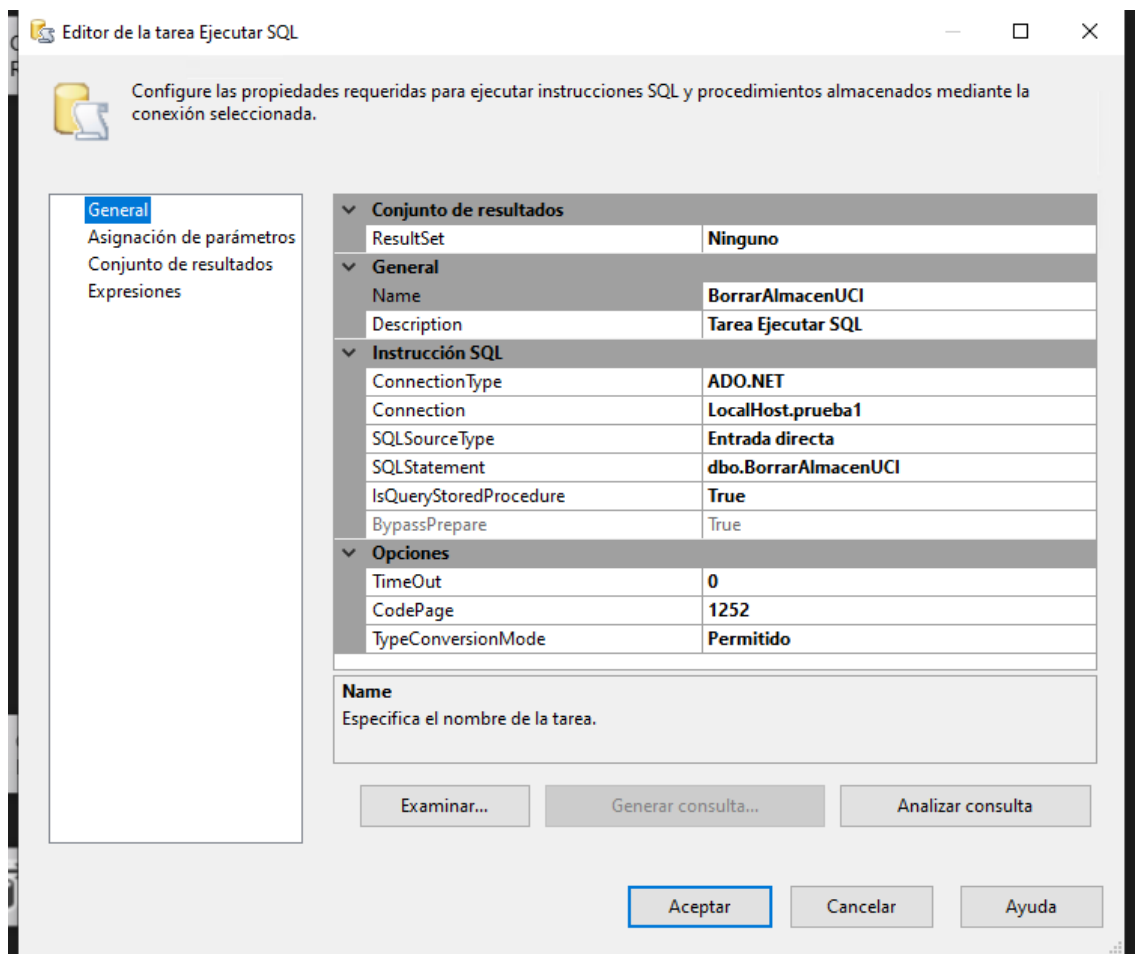 Editor de la tarea Ejecutar SQL
Configure las propiedades requeridas para ejecutar instrucciones SQL y procedimientos almacenados mediante la
conexión seleccionada.
General
Asignación de parámetros
Conjunto de resultados
Expresiones
Conjunto de resultados
ResultSet Ninguno
General
Name BorrarAlmacenUCI
Description Tarea Ejecutar SQL
Instrucción SQL
ConnectionType ADO.NET
Connection LocalHost.prueba1
SQLSourceType Entrada directa
SQLStatement dbo.BorrarAlmacenUCI
IsQueryStoredProcedure True
BypassPrepare True
Opciones
TimeOut 0
CodePage 1252
TypeConversionMode Permitido
Name
Especifica el nombre de la tarea.
Examinar... Generar consulta... Analizar consulta
Aceptar Cancelar Ayuda